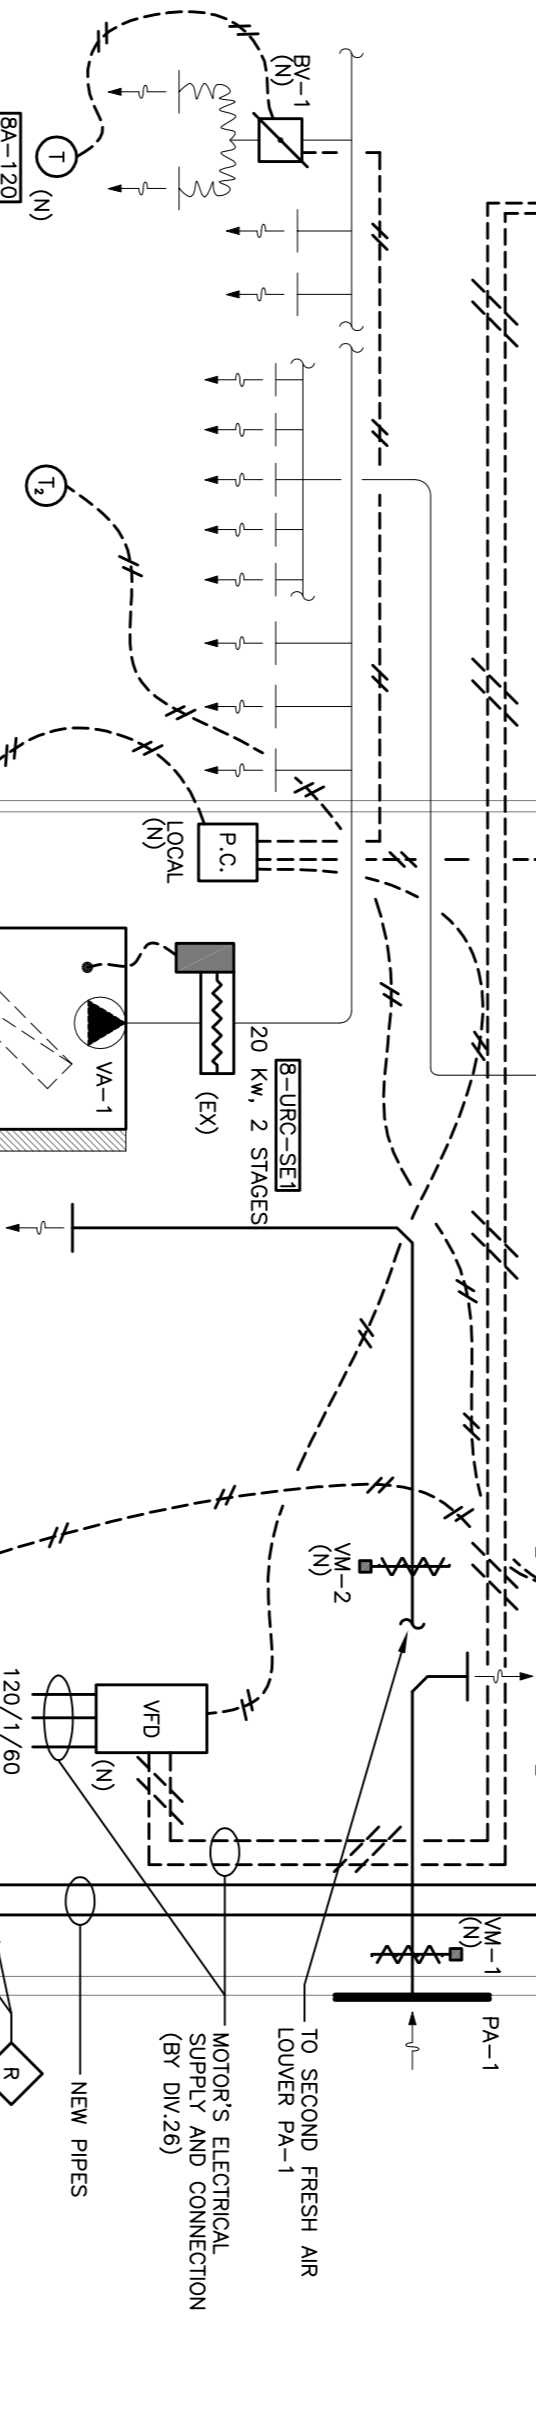 BV-1
(N)
8A-120
T
(N)
T2
P.C.
LOCAL
(N)
8-URC-SE1
20 Kw, 2 STAGES
(EX)
VA-1
VM-2
(N)
VFD
(N)
120/1/60
VM-1
(N)
PA-1
TO SECOND FRESH AIR
LOUVER PA-1
MOTOR'S ELECTRICAL
SUPPLY AND CONNECTION
(BY DIV.26)
NEW PIPES
R